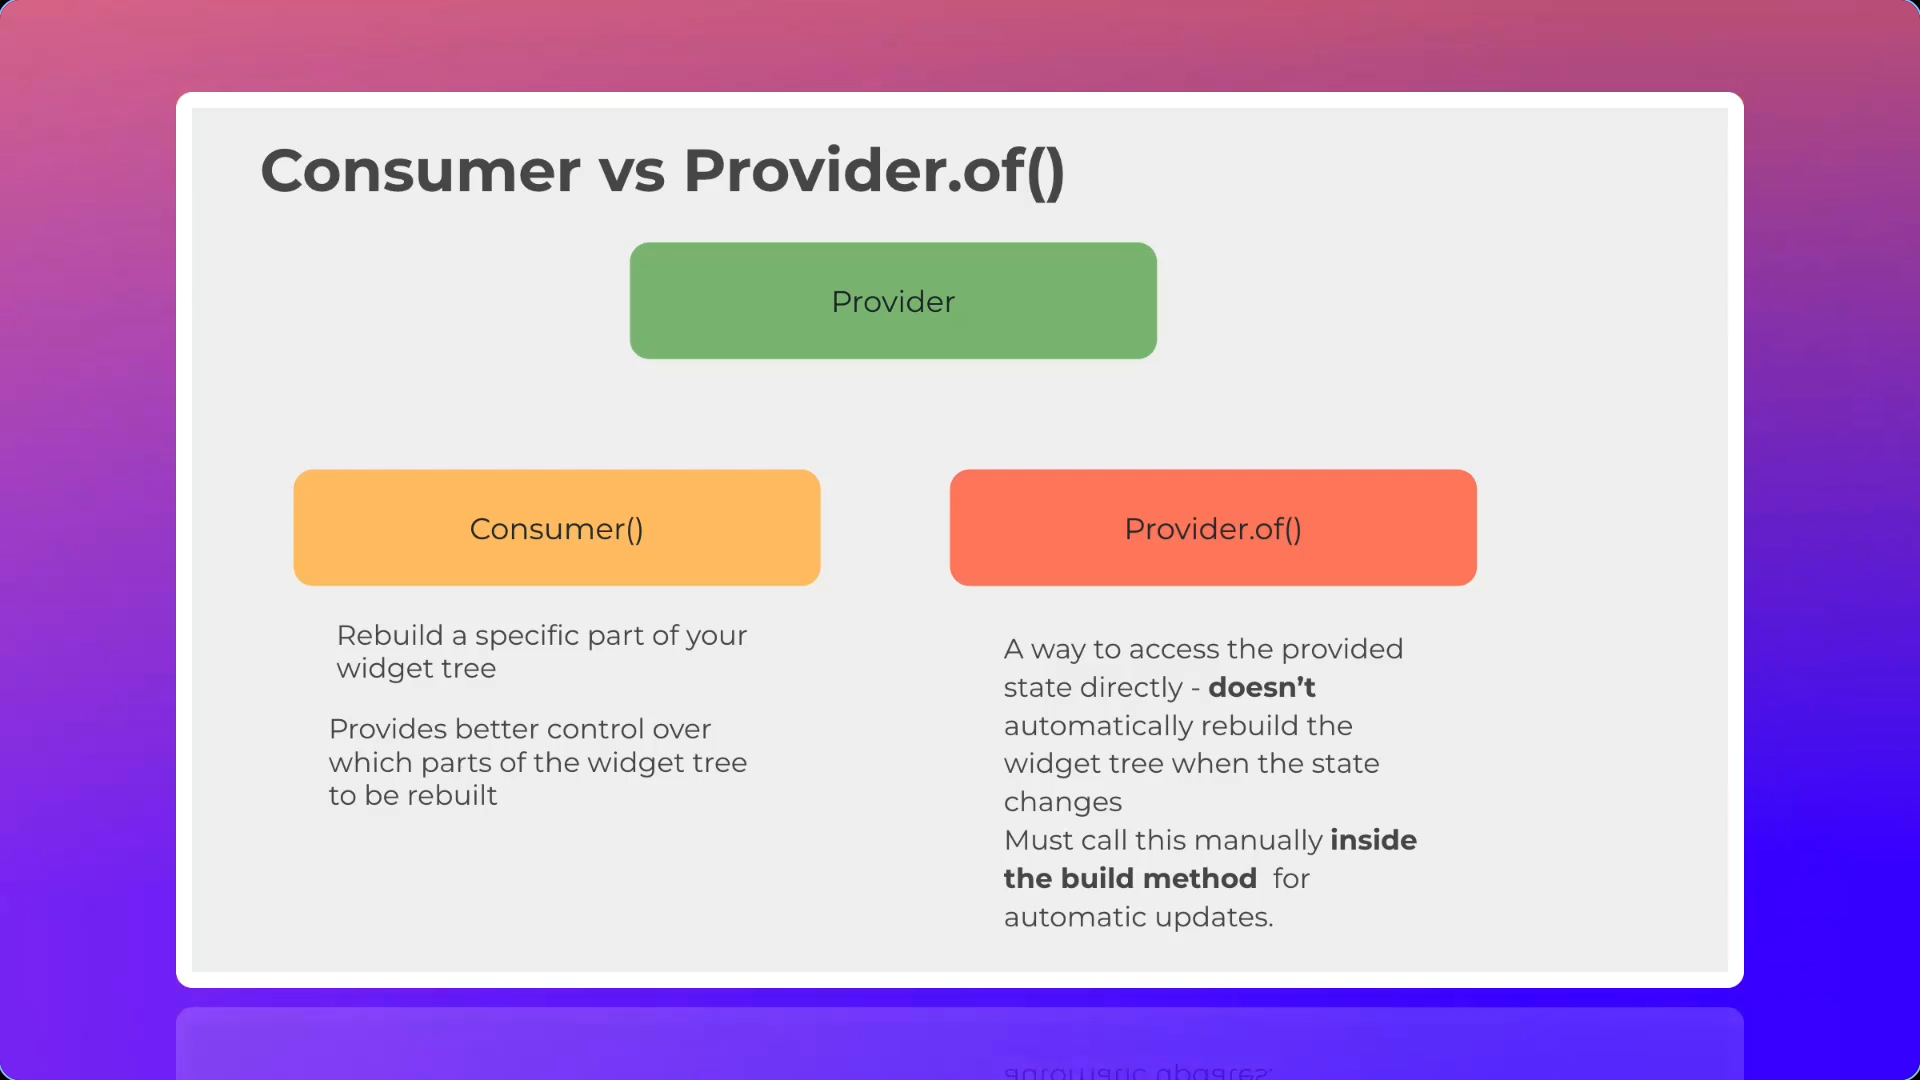 Consumer vs Provider.of()
Provider
Consumer()
Provider.of()
Rebuild a specific part of your
widget tree
Provides better control over
which parts of the widget tree
to be rebuilt
A way to access the provided
state directly - doesn’t
automatically rebuild the
widget tree when the state
changes
Must call this manually inside
the build method  for
automatic updates.